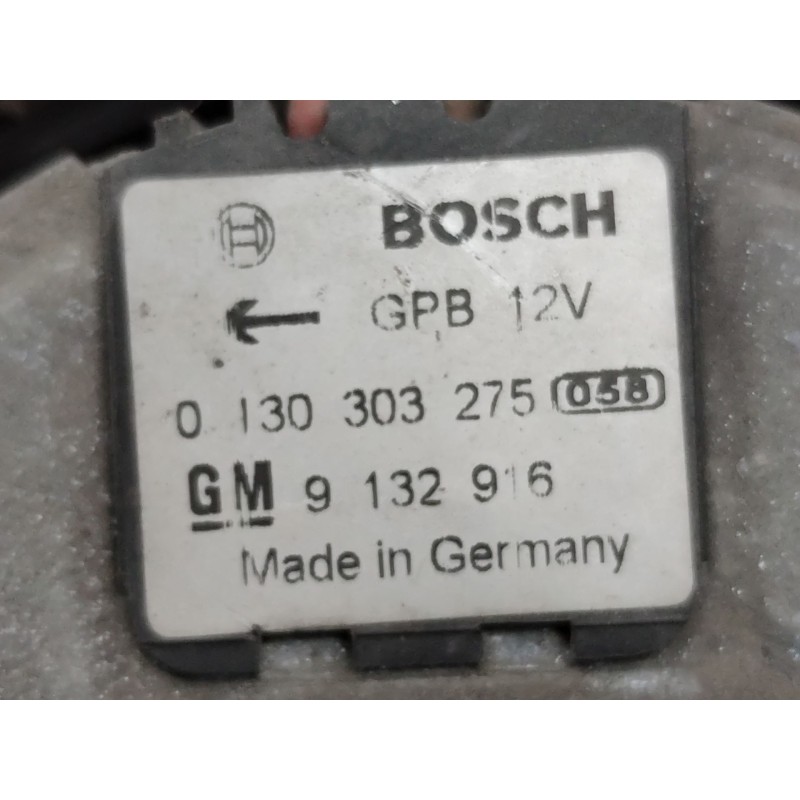 BOSCH
GPB 12V
0 130 303 275 058
GM 9 132 916
Made in Germany